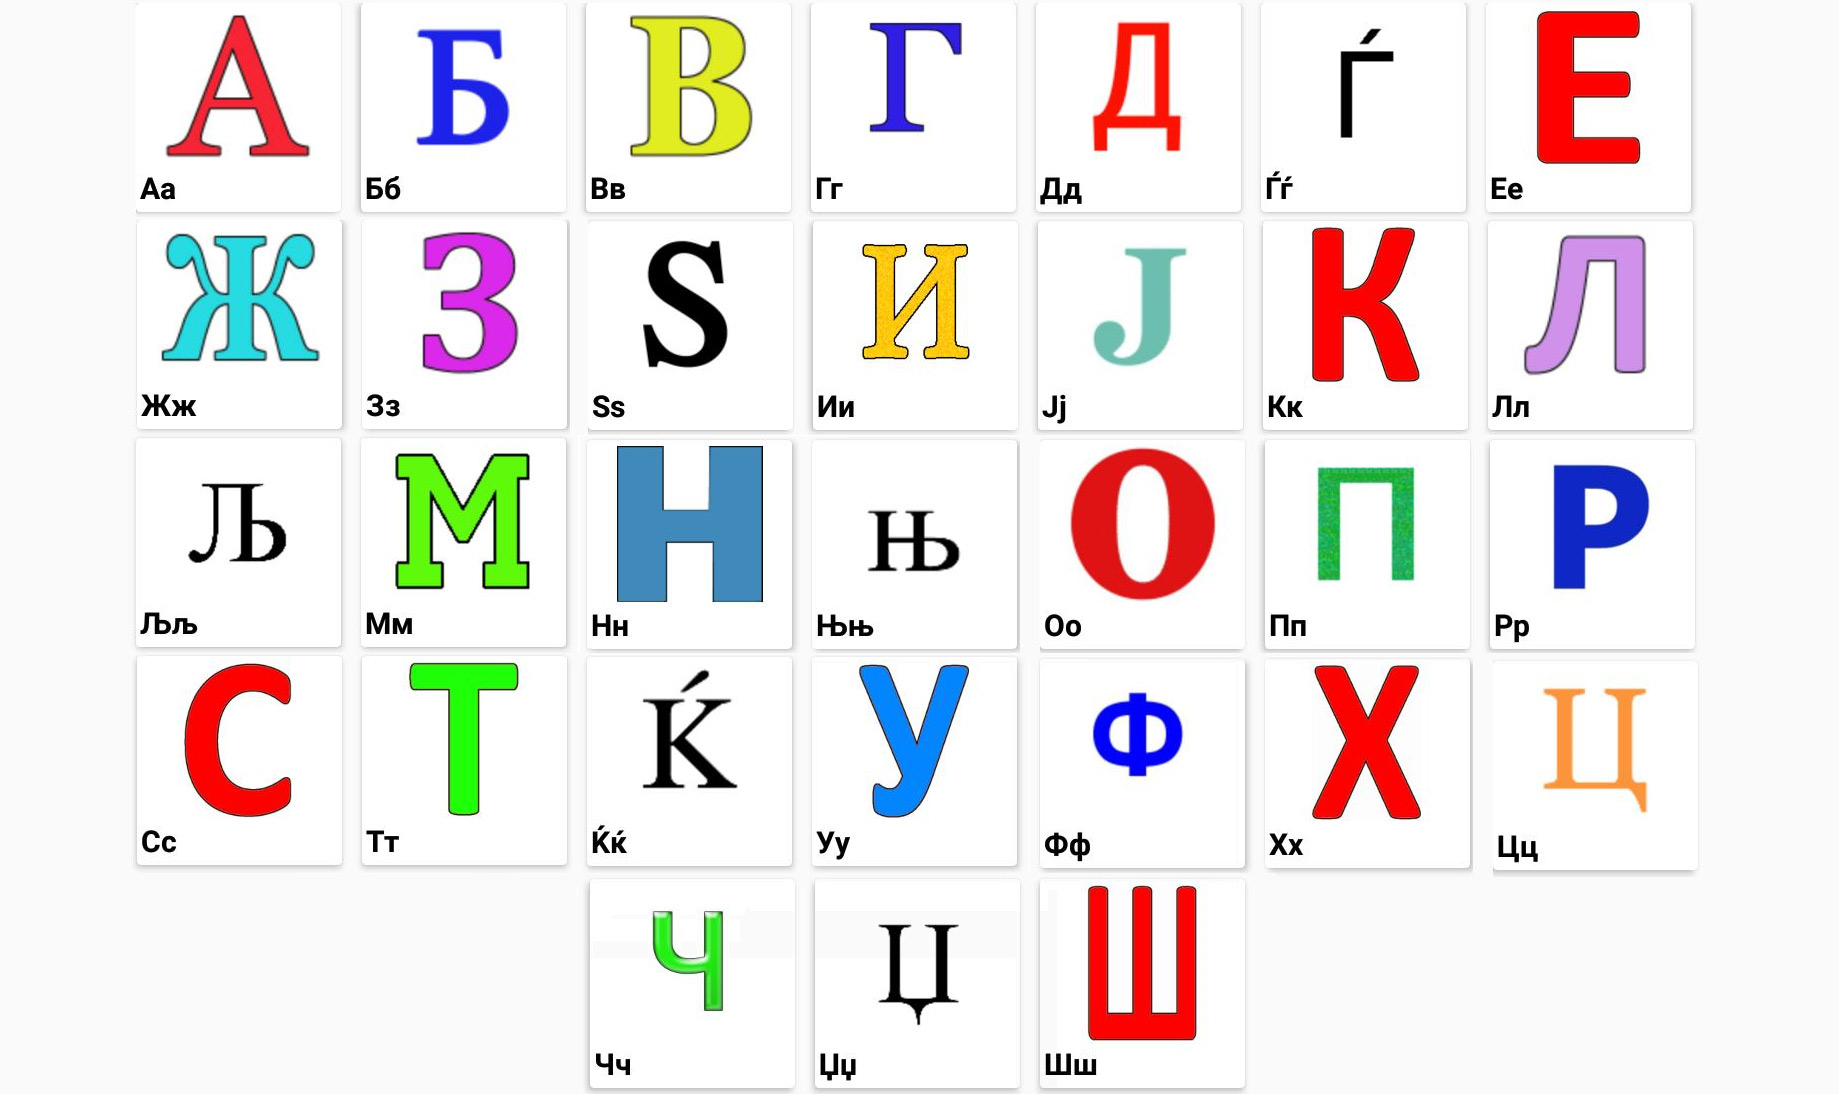 А Б В Г Д Ѓ Е
Аа Бб Вв Гг Дд Ѓѓ Ее
Ж З Ѕ И Ј К Л
Жж Зз Ѕѕ Ии Јј Кк Лл
Љ М Н Њ О П Р
Љљ Мм Нн Њњ Оо Пп Рр
С Т Ќ У Ф Х Ц
Сс Тт Ќќ Уу Фф Хх Цц
Ч Џ Ш
Чч Џџ Шш